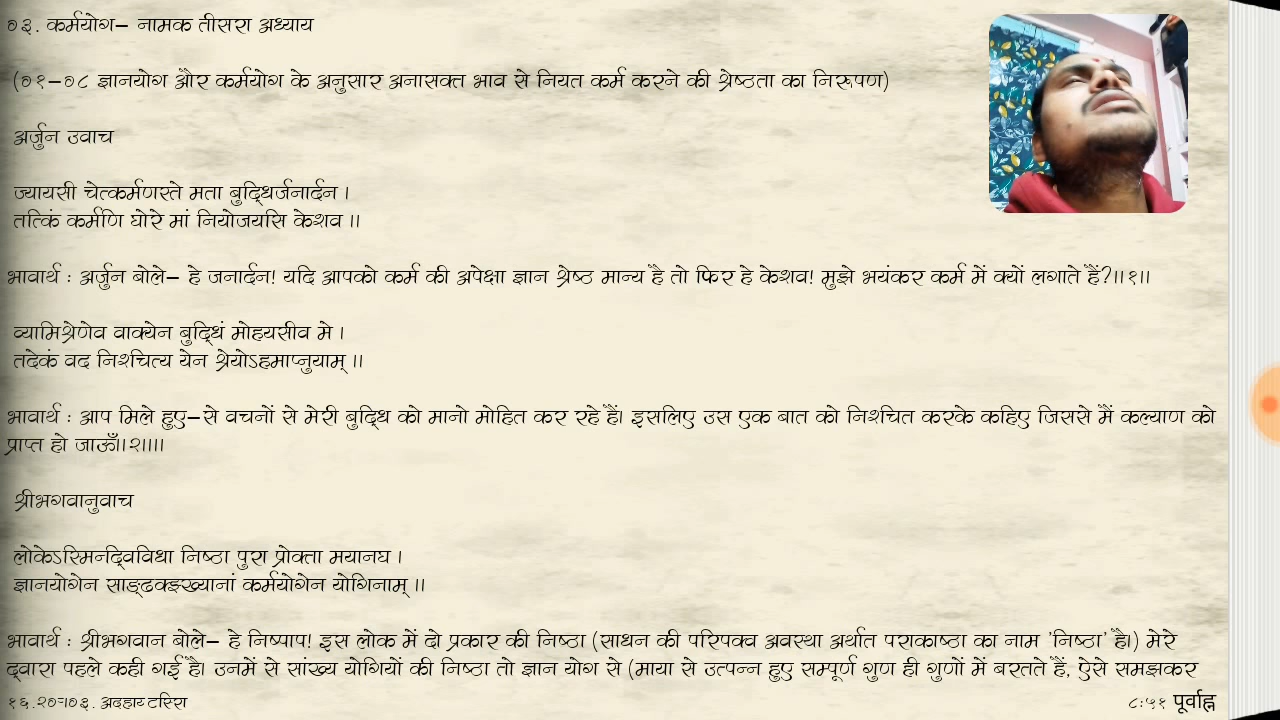 ०३. कर्मयोग– नामक तीसरा अध्याय
(०१–०८ ज्ञानयोग और कर्मयोग के अनुसार अनासक्त भाव से नियत कर्म करने की श्रेष्ठता का निरूपण)
अर्जुन उवाच
ज्यायसी चेत्कर्मणस्ते मता बुद्धिर्जनार्दन ।
तत्किं कर्मणि घोरे मां नियोजयसि केशव ।।
भावार्थ : अर्जुन बोले– हे जनार्दन! यदि आपको कर्म की अपेक्षा ज्ञान श्रेष्ठ मान्य है तो फिर हे केशव! मुझे भयंकर कर्म में क्यों लगाते हैं?।।१।।
व्यामिश्रेणेव वाक्येन बुद्धिं मोहयसीव मे ।
तदेकं वद निश्चित्य येन श्रेयोऽहमाप्नुयाम् ।।
भावार्थ : आप मिले हुए–से वचनों से मेरी बुद्धि को मानो मोहित कर रहे हैं। इसलिए उस एक बात को निश्चित करके कहिए जिससे मैं कल्याण को
प्राप्त हो जाऊँ।।२।।।।
श्रीभगवानुवाच
लोकेऽस्मिनद्विविधा निष्ठा पुरा प्रोक्ता मयानघ ।
ज्ञानयोगेन साङ्ढक्ङख्यानां कर्मयोगेन योगिनाम् ।।
भावार्थ : श्रीभगवान बोले– हे निष्पाप! इस लोक में दो प्रकार की निष्ठा (साधन की परिपक्व अवस्था अर्थात पराकाष्ठा का नाम 'निष्ठा' है।) मेरे
द्वारा पहले कही गई है। उनमें से सांख्य योगियों की निष्ठा तो ज्ञान योग से (माया से उत्पन्न हुए सम्पूर्ण गुण ही गुणों में बरतते हैं, ऐसे समझकर
८:५१ पूर्वाह्न